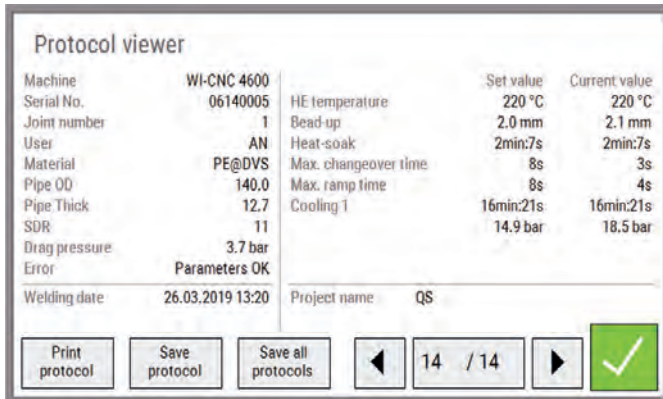 Protocol viewer
Machine WI-CNC 4600
Serial No. 06140005
Joint number 1
User AN
Material PE@DVS
Pipe OD 140.0
Pipe Thick 12.7
SDR 11
Drag pressure 3.7 bar
Error Parameters OK
Welding date 26.03.2019 13:20
Set value Current value
HE temperature 220 °C 220 °C
Bead-up 2.0 mm 2.1 mm
Heat-soak 2min:7s 2min:7s
Max. changeover time 8s 3s
Max. ramp time 8s 4s
Cooling 1 16min:21s 16min:21s
14.9 bar 18.5 bar
Project name QS
Print protocol
Save protocol
Save all protocols
14 / 14